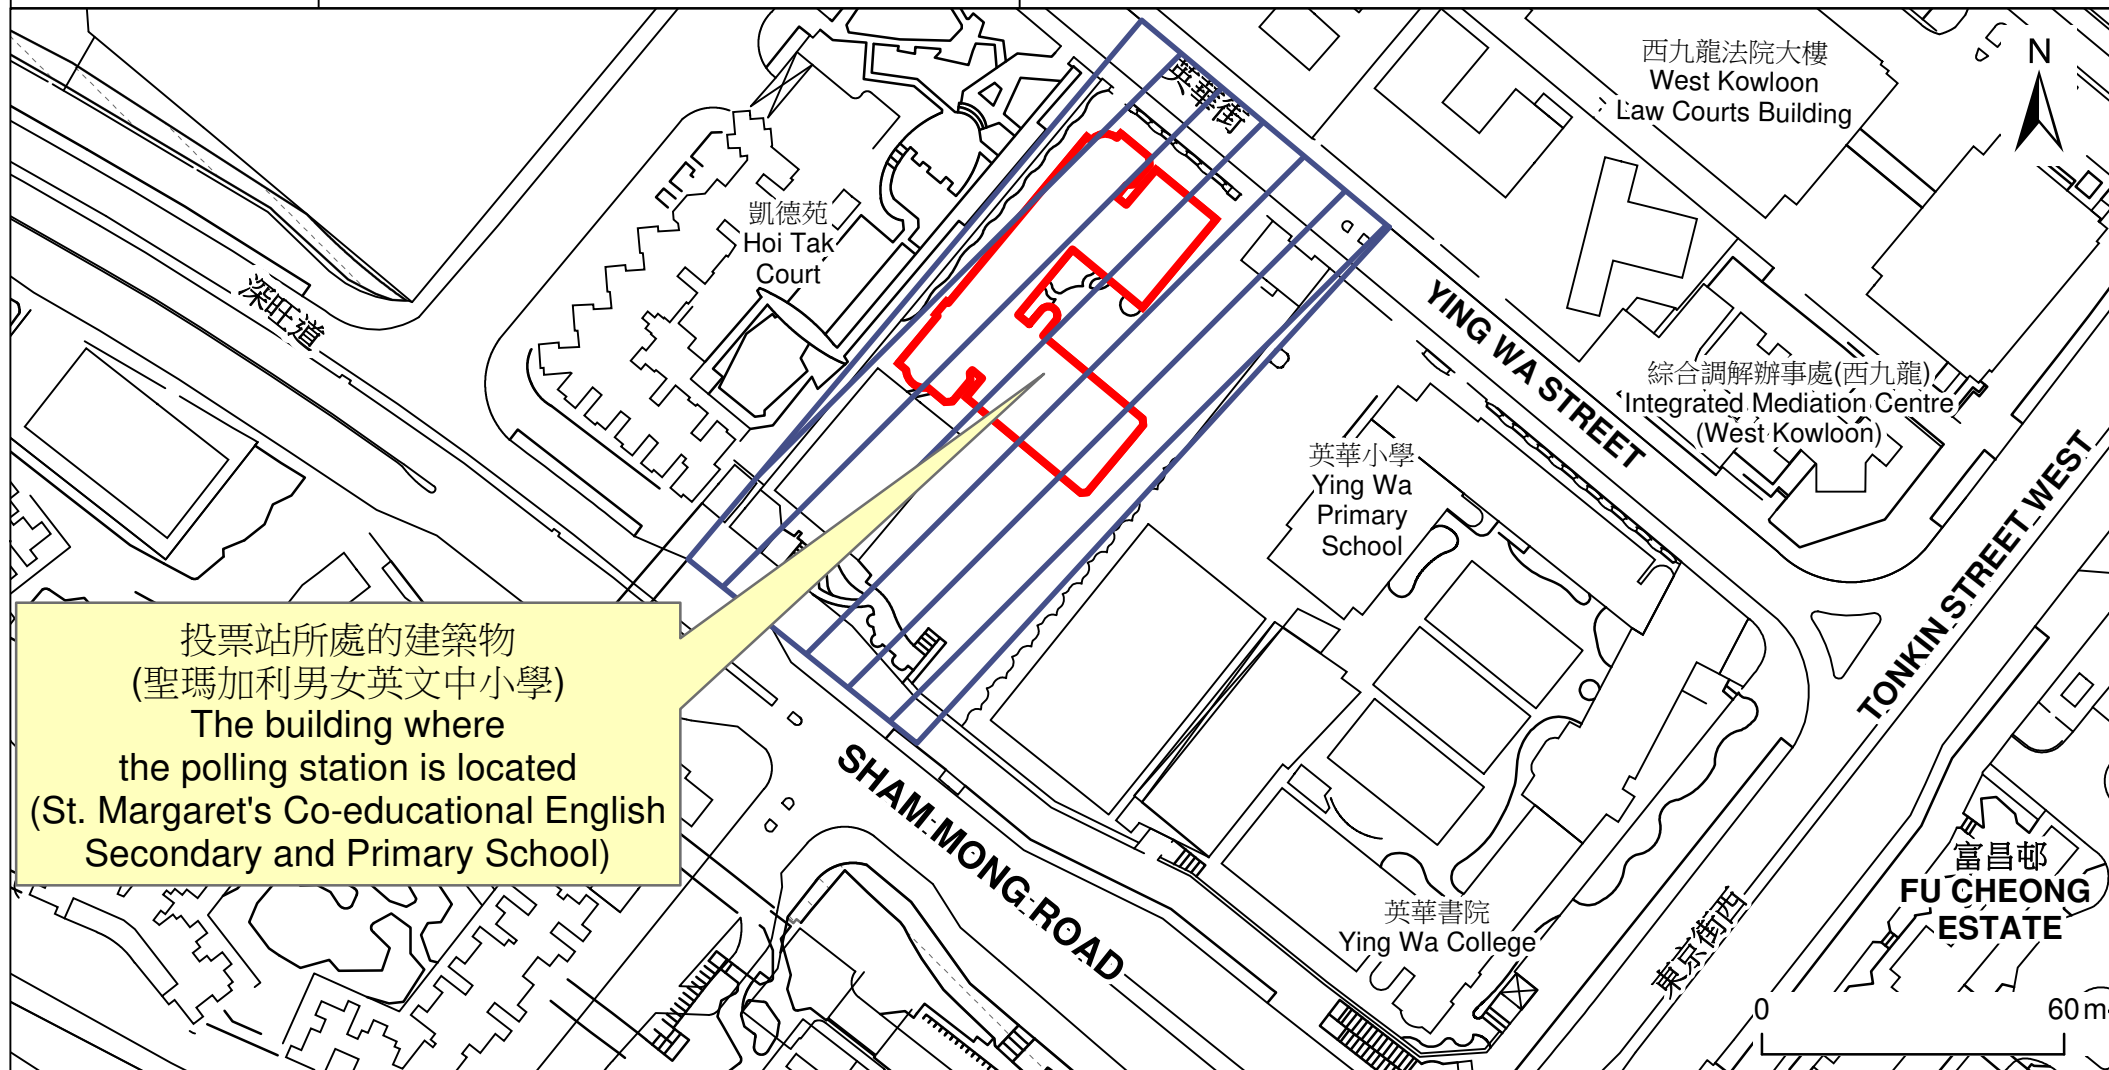 西九龍法院大樓
West Kowloon
Law Courts Building
N
英華街
凱德苑
Hoi Tak
Court
深旺道
YING WA STREET
綜合調解辦事處(西九龍)
Integrated Mediation Centre
(West Kowloon)
英華小學
Ying Wa
Primary
School
TONKIN STREET WEST
投票站所處的建築物
(聖瑪加利男女英文中小學)
The building where
the polling station is located
(St. Margaret's Co-educational English
Secondary and Primary School)
SHAM MONG ROAD
英華書院
Ying Wa College
東京街西
富昌邨
FU CHEONG
ESTATE
0 60 m